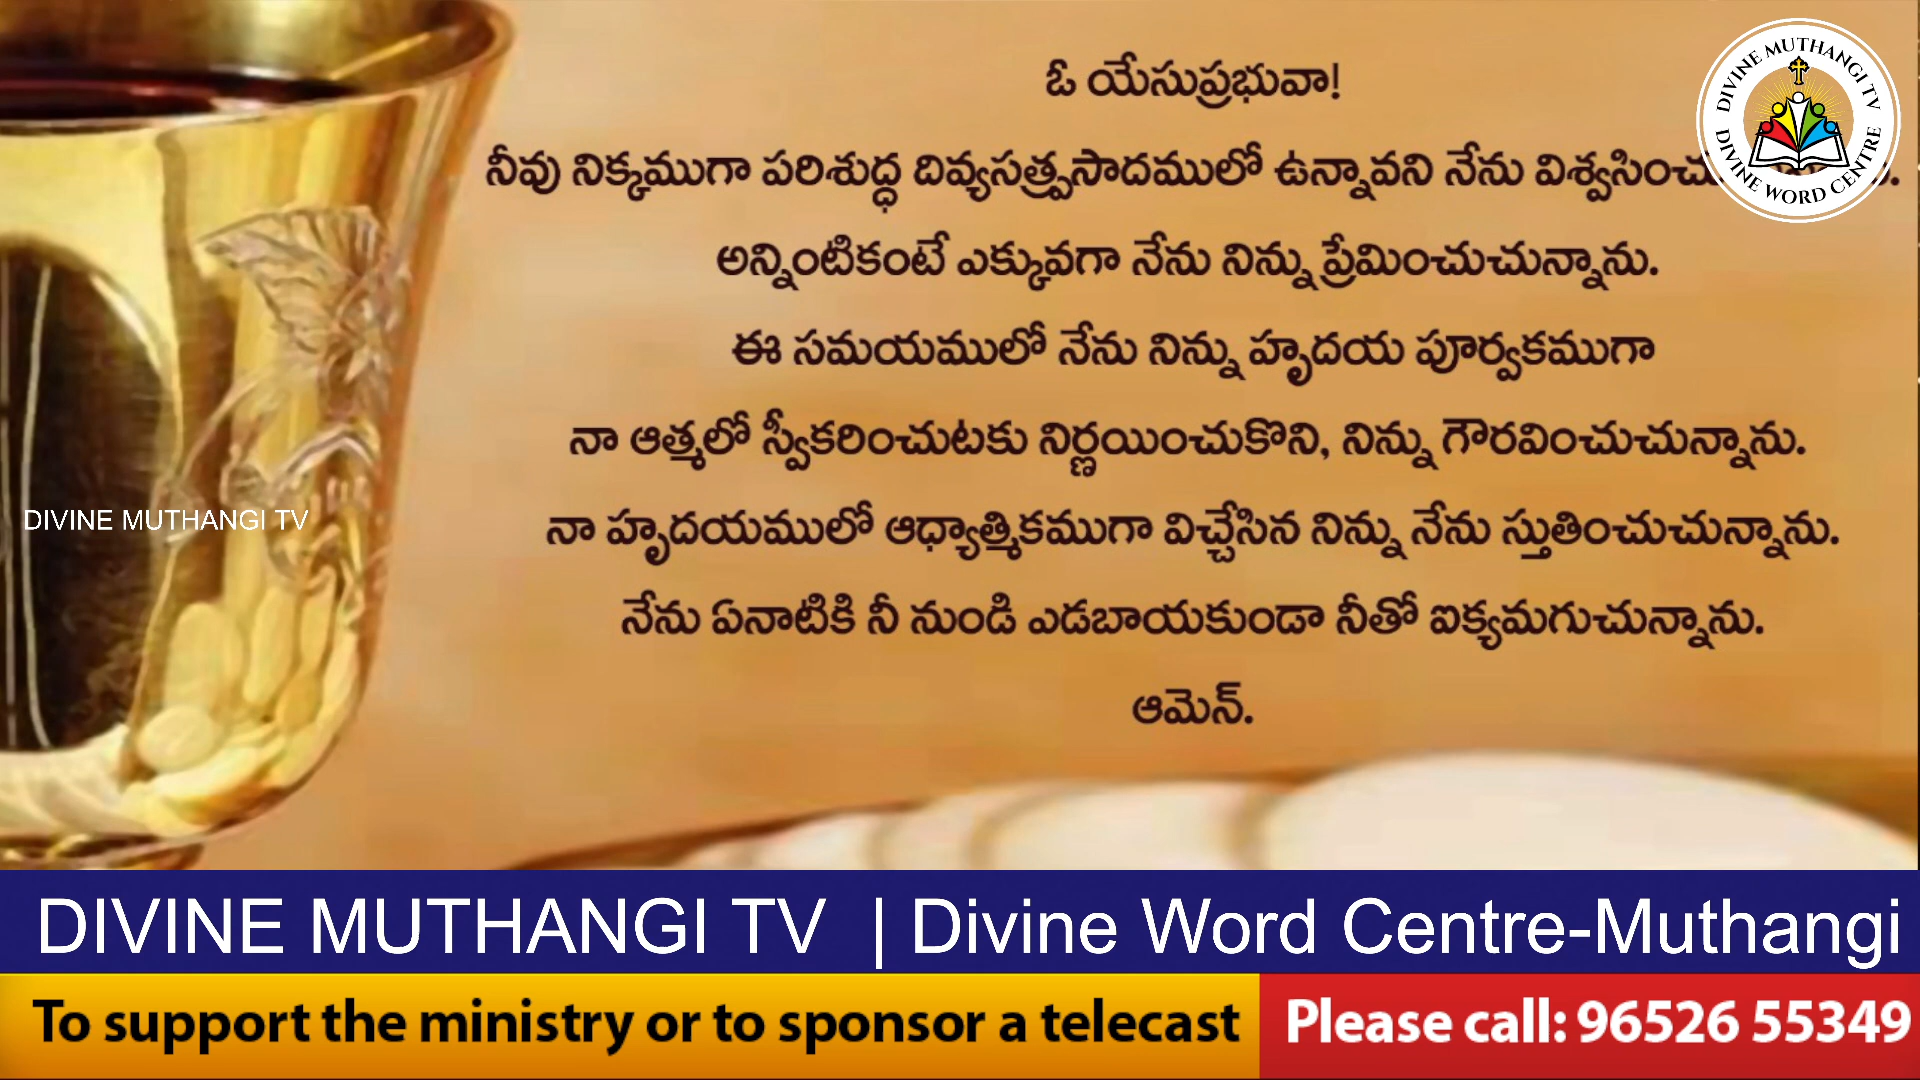 ఓ యేసుప్రభువా!
నీవు నిక్కముగా పరిశుద్ధ దివ్యసత్ప్రసాదములో ఉన్నావని నేను
అన్నింటికంటే ఎక్కువగా నేను నిన్ను ప్రేమించుచున్నాను.
ఈ సమయములో నేను నిన్ను హృదయ పూర్వకముగా
నా ఆత్మలో స్వీకరించుటకు నిర్ణయించుకొని, నిన్ను గౌరవించుచున్నాను.
నా హృదయములో ఆధ్యాత్మికముగా విచ్చేసిన నిన్ను నేను స్తుతించుచున్నాను.
నేను ఏనాటికి నీ నుండి ఎడబాయకుండా నీతో ఐక్యమగుచున్నాను.
ఆమెన్.
DIVINE MUTHANGI TV
DIVINE WORD CENTRE
DIVINE MUTHANGI TV
DIVINE MUTHANGI TV | Divine Word Centre-Muthangi
To support the ministry or to sponsor a telecast
Please call: 96526 55349